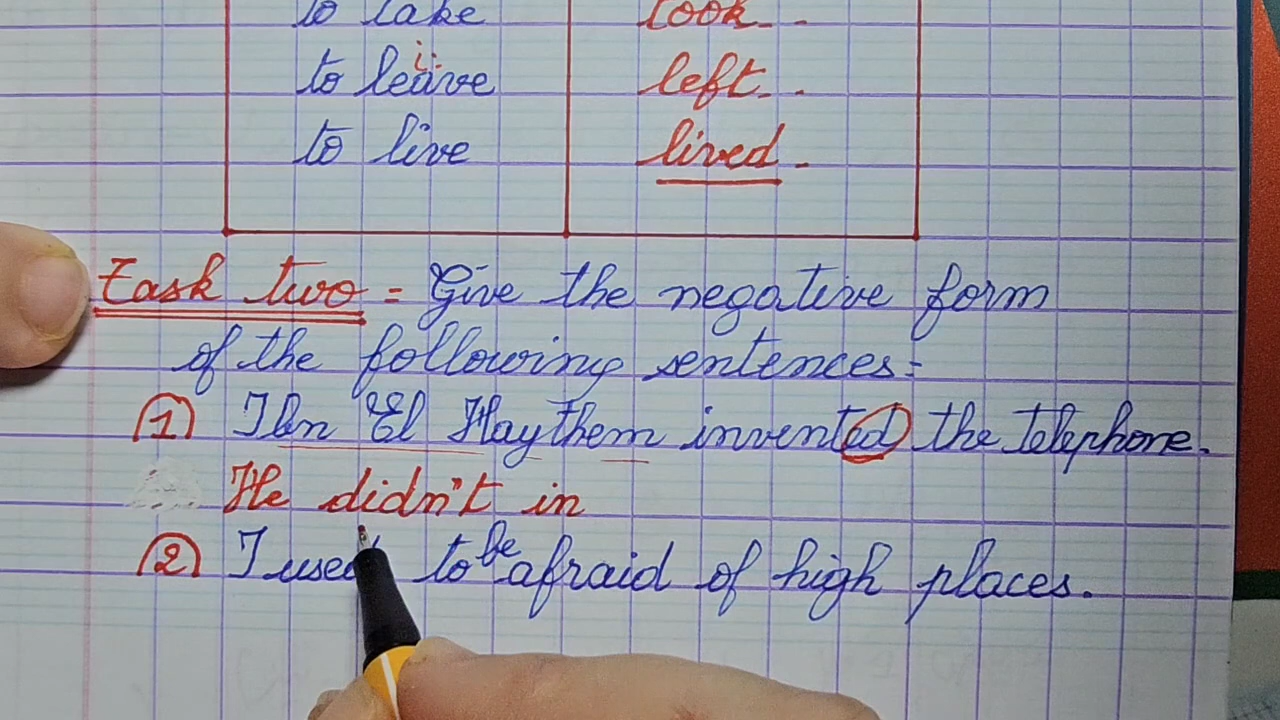 to take took..
to leave left..
to live lived.
Task two = Give the negative form
of the following sentences:
1 Ibn El Haythem invented the telephone.
He didn't in
2 I used to be afraid of high places.